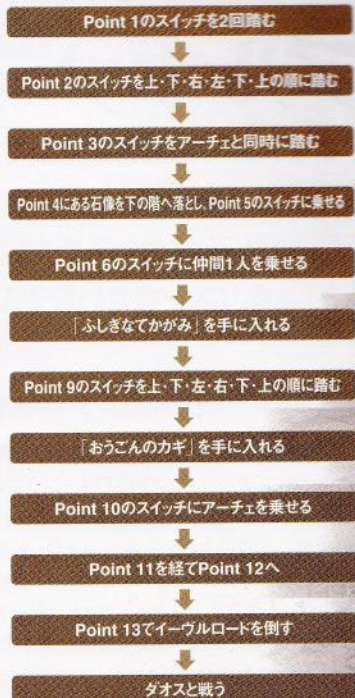 Point 1のスイッチを2回踏む
Point 2のスイッチを上・下・右・左・下・上の順に踏む
Point 3のスイッチをアーチェと同時に踏む
Point 4にある石像を下の階へ落とし、Point 5のスイッチに乗せる
Point 6のスイッチに仲間1人を乗せる
「ふしぎなてかがみ」を手に入れる
Point 9のスイッチを上・下・左・右・下・上の順に踏む
「おうごんのカギ」を手に入れる
Point 10のスイッチにアーチェを乗せる
Point 11を経てPoint 12へ
Point 13でイーヴルロードを倒す
ダオスと戦う